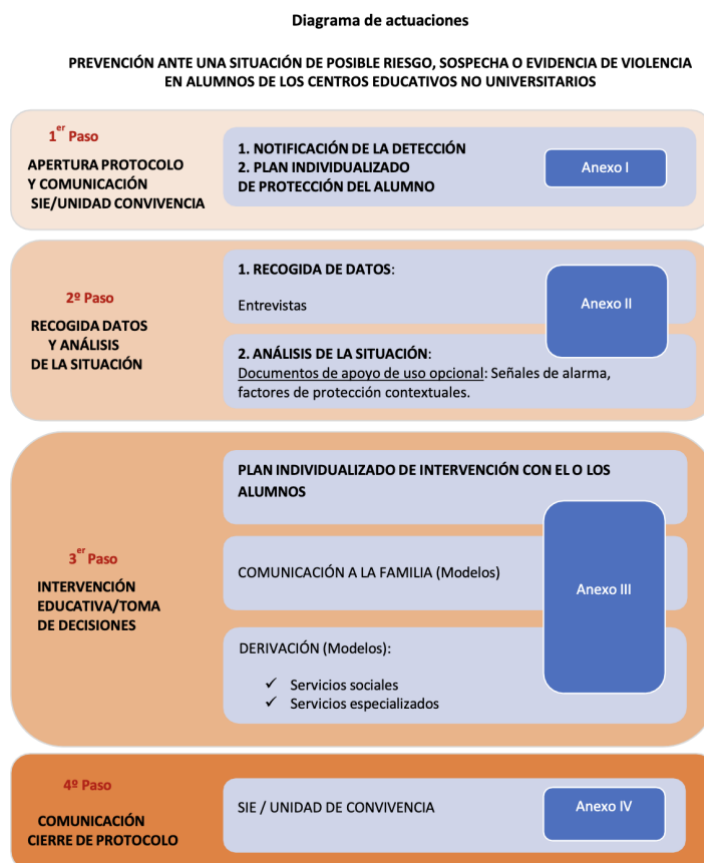 Diagrama de actuaciones
PREVENCIÓN ANTE UNA SITUACIÓN DE POSIBLE RIESGO, SOSPECHA O EVIDENCIA DE VIOLENCIA
EN ALUMNOS DE LOS CENTROS EDUCATIVOS NO UNIVERSITARIOS
1er Paso
APERTURA PROTOCOLO
Y COMUNICACIÓN
SIE/UNIDAD CONVIVENCIA
1. NOTIFICACIÓN DE LA DETECCIÓN
2. PLAN INDIVIDUALIZADO
DE PROTECCIÓN DEL ALUMNO
Anexo I
2º Paso
RECOGIDA DATOS
Y ANÁLISIS
DE LA SITUACIÓN
1. RECOGIDA DE DATOS:
Entrevistas
Anexo II
2. ANÁLISIS DE LA SITUACIÓN:
Documentos de apoyo de uso opcional: Señales de alarma,
factores de protección contextuales.
3er Paso
INTERVENCIÓN
EDUCATIVA/TOMA
DE DECISIONES
PLAN INDIVIDUALIZADO DE INTERVENCIÓN CON EL O LOS
ALUMNOS
COMUNICACIÓN A LA FAMILIA (Modelos)
Anexo III
DERIVACIÓN (Modelos):
✓ Servicios sociales
✓ Servicios especializados
4º Paso
COMUNICACIÓN
CIERRE DE PROTOCOLO
SIE / UNIDAD DE CONVIVENCIA
Anexo IV